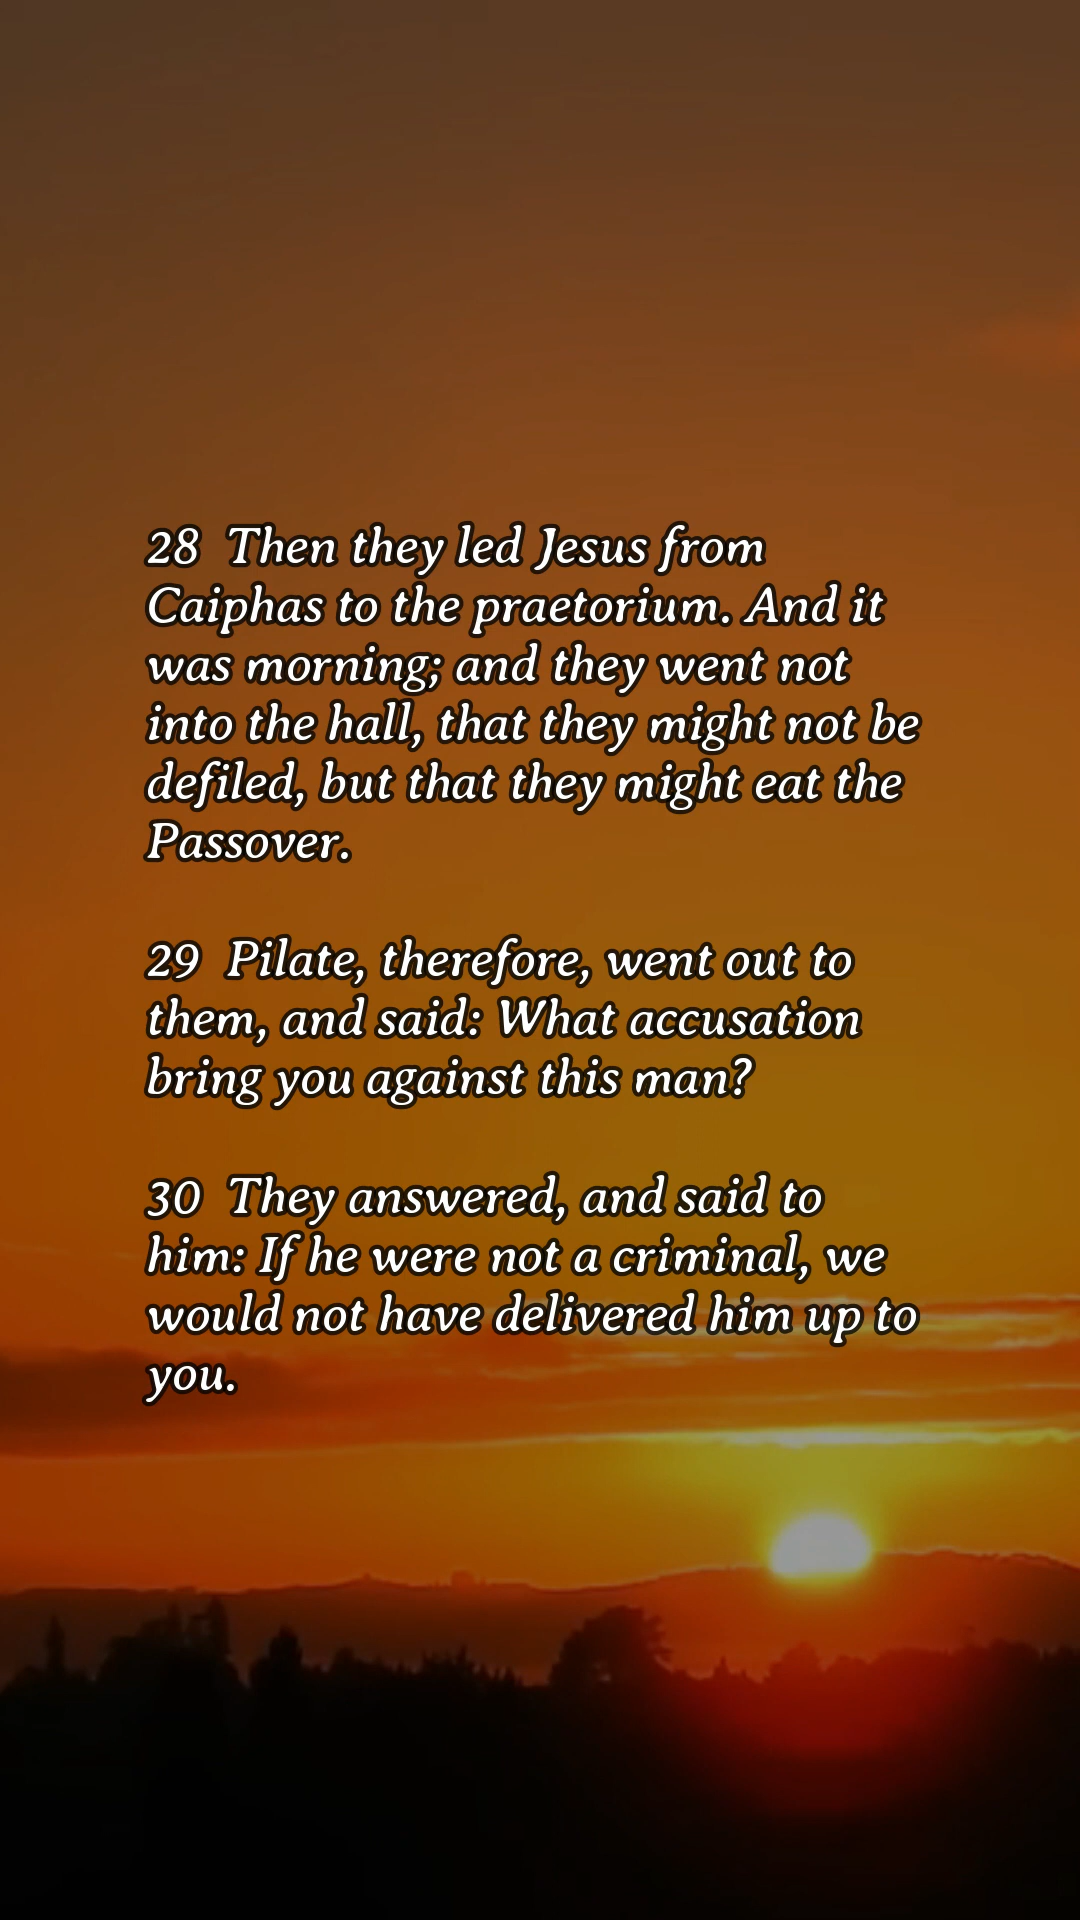 28  Then they led Jesus from
Caiphas to the praetorium. And it
was morning; and they went not
into the hall, that they might not be
defiled, but that they might eat the
Passover.
29  Pilate, therefore, went out to
them, and said: What accusation
bring you against this man?
30  They answered, and said to
him: If he were not a criminal, we
would not have delivered him up to
you.